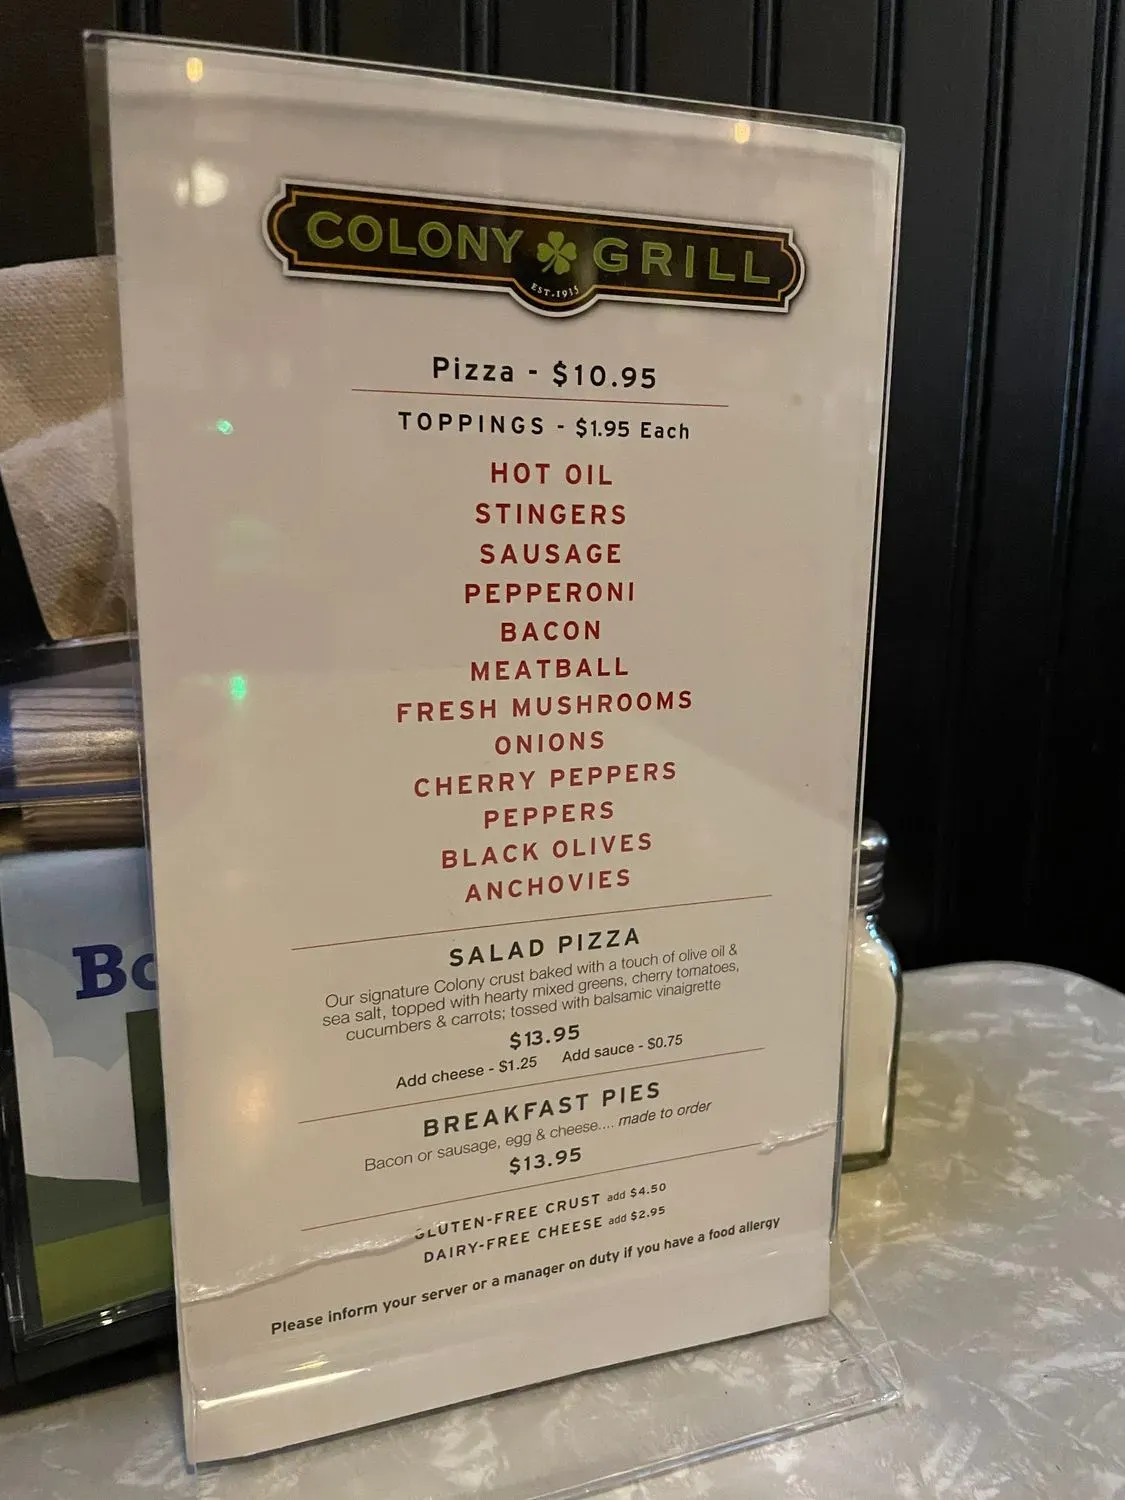 COLONY GRILL
EST. 1935
Pizza - $10.95
TOPPINGS - $1.95 Each
HOT OIL
STINGERS
SAUSAGE
PEPPERONI
BACON
MEATBALL
FRESH MUSHROOMS
ONIONS
CHERRY PEPPERS
PEPPERS
BLACK OLIVES
ANCHOVIES
SALAD PIZZA
Our signature Colony crust baked with a touch of olive oil &
sea salt, topped with hearty mixed greens, cherry tomatoes,
cucumbers & carrots; tossed with balsamic vinaigrette
$13.95
Add cheese - $1.25 Add sauce - $0.75
BREAKFAST PIES
Bacon or sausage, egg & cheese.... made to order
$13.95
GLUTEN-FREE CRUST add $4.50
DAIRY-FREE CHEESE add $2.95
Please inform your server or a manager on duty if you have a food allergy